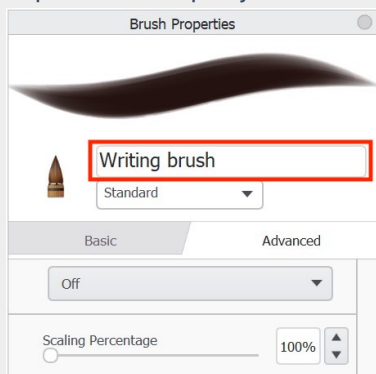 Brush Properties
Writing brush
Standard
Basic Advanced
Off
Scaling Percentage 100%